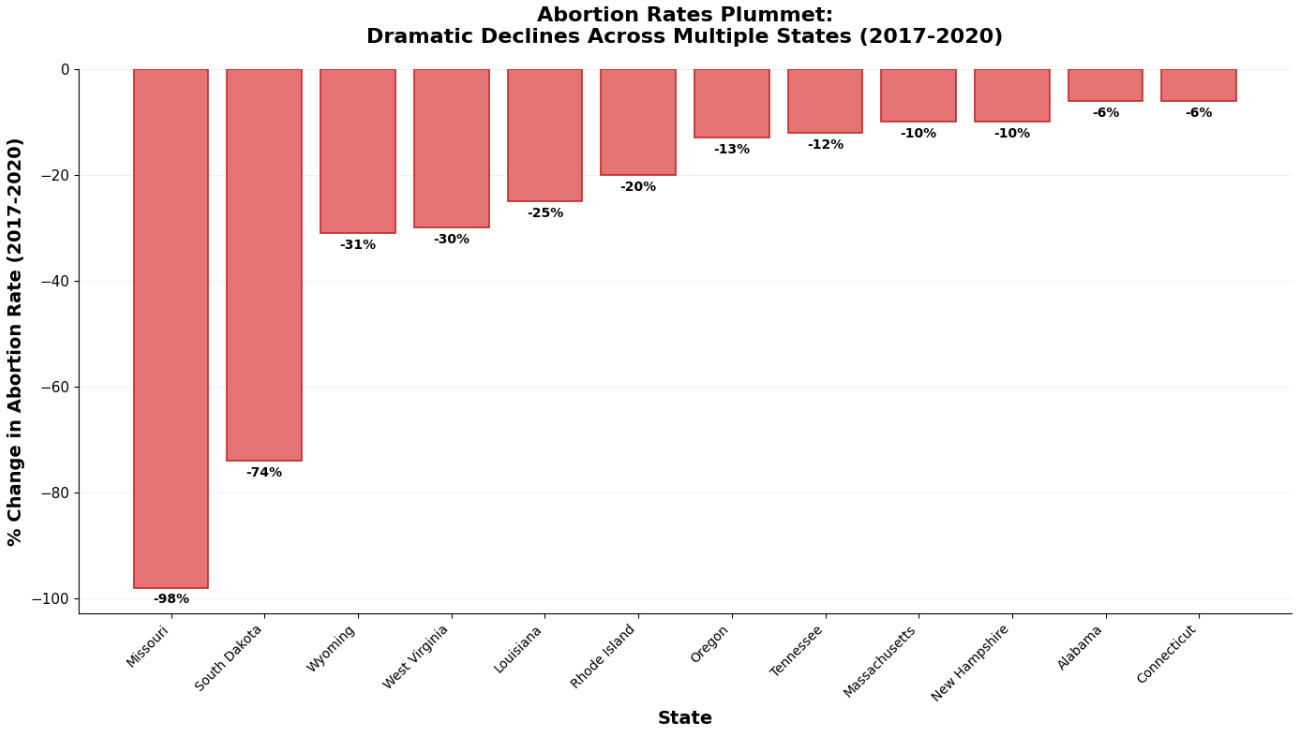 Abortion Rates Plummet:
Dramatic Declines Across Multiple States (2017-2020)
% Change in Abortion Rate (2017-2020)
0
−20
−40
−60
−80
−100
-98%
-74%
-31%
-30%
-25%
-20%
-13%
-12%
-10%
-10%
-6%
-6%
Missouri
South Dakota
Wyoming
West Virginia
Louisiana
Rhode Island
Oregon
Tennessee
Massachusetts
New Hampshire
Alabama
Connecticut
State